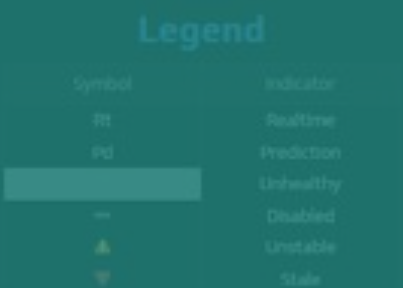 Legend
Symbol Indicator
Rt Realtime
Pd Prediction
Unhealthy
— Disabled
Unstable
Stale